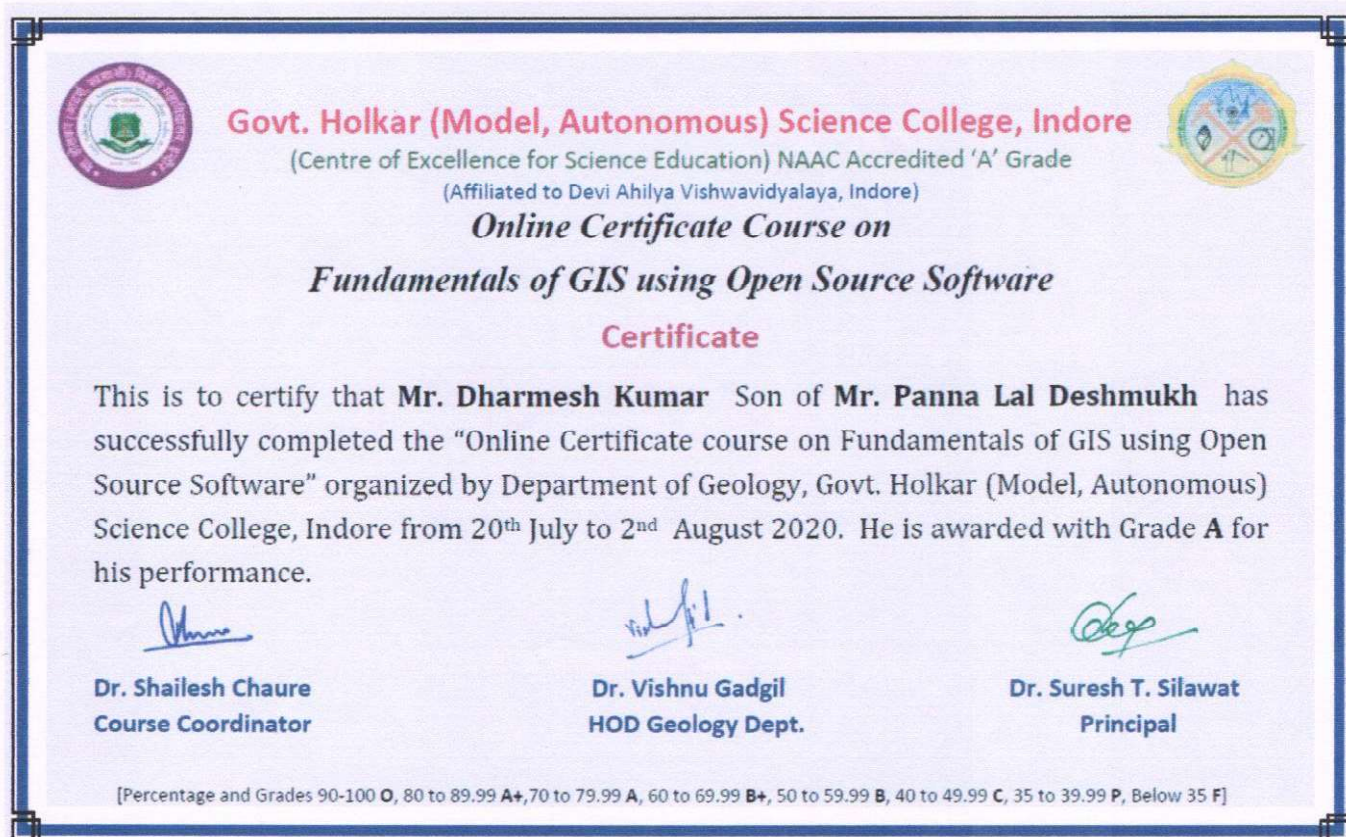 Govt. Holkar (Model, Autonomous) Science College, Indore
(Centre of Excellence for Science Education) NAAC Accredited ‘A’ Grade
(Affiliated to Devi Ahilya Vishwavidyalaya, Indore)
Online Certificate Course on
Fundamentals of GIS using Open Source Software
Certificate
This is to certify that Mr. Dharmesh Kumar Son of Mr. Panna Lal Deshmukh has
successfully completed the “Online Certificate course on Fundamentals of GIS using Open
Source Software” organized by Department of Geology, Govt. Holkar (Model, Autonomous)
Science College, Indore from 20th July to 2nd August 2020. He is awarded with Grade A for
his performance.
Dr. Shailesh Chaure
Course Coordinator
Dr. Vishnu Gadgil
HOD Geology Dept.
Dr. Suresh T. Silawat
Principal
[Percentage and Grades 90-100 O, 80 to 89.99 A+,70 to 79.99 A, 60 to 69.99 B+, 50 to 59.99 B, 40 to 49.99 C, 35 to 39.99 P, Below 35 F]